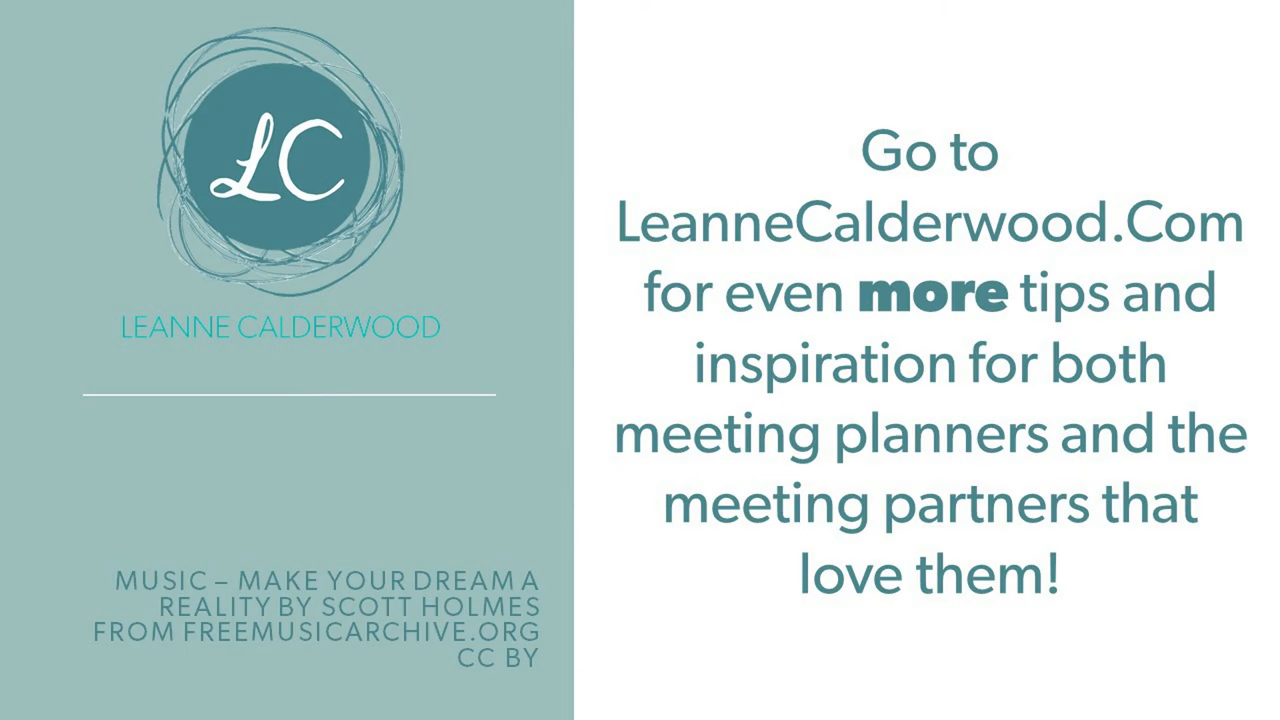 LC
LEANNE CALDERWOOD
MUSIC – MAKE YOUR DREAM A
REALITY BY SCOTT HOLMES
FROM FREEMUSICARCHIVE.ORG
CC BY
Go to
LeanneCalderwood.Com
for even more tips and
inspiration for both
meeting planners and the
meeting partners that
love them!